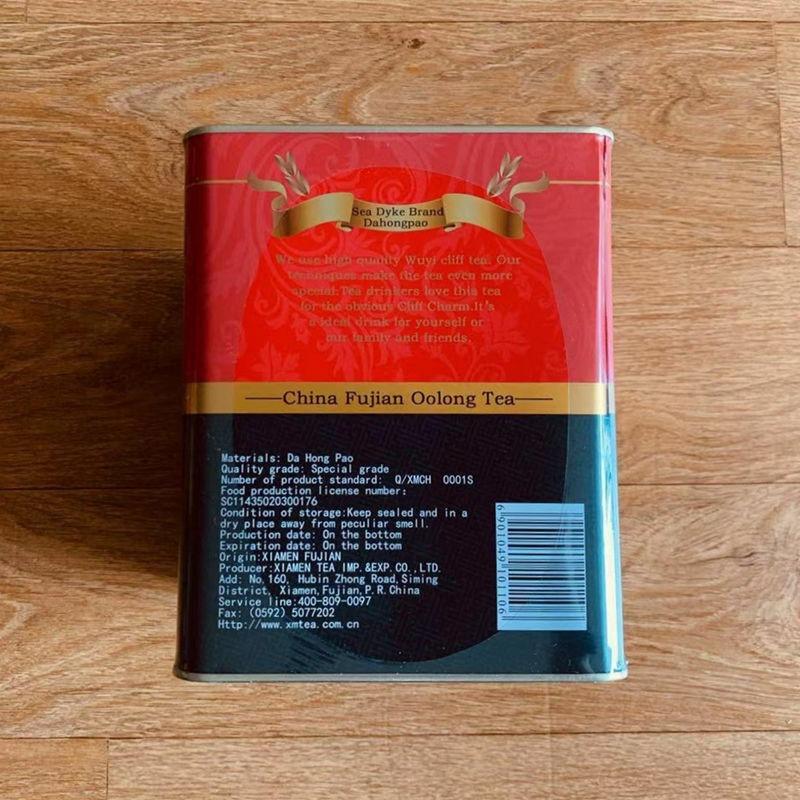 Sea Dyke Brand
Dahongpao
We use high quality Wuyi cliff tea. Our
techniques make the tea even more
special.Tea drinkers love this tea
for the obvious Cliff Charm.It's
a ideal drink for yourself or
our family and friends.
China Fujian Oolong Tea
Materials: Da Hong Pao
Quality grade: Special grade
Number of product standard: Q/XMCH 0001S
Food production license number:
SC11435020300176
Condition of storage:Keep sealed and in a
dry place away from peculiar smell.
Production date: On the bottom
Expiration date: On the bottom
Origin:XIAMEN FUJIAN
Producer:XIAMEN TEA IMP.&EXP.CO.,LTD.
Add: No.160, Hubin Zhong Road,Siming
District, Xiamen,Fujian,P.R.China
Service line:400-809-0097
Fax: (0592) 5077202
Http://www.xmtea.com.cn
6901049101106